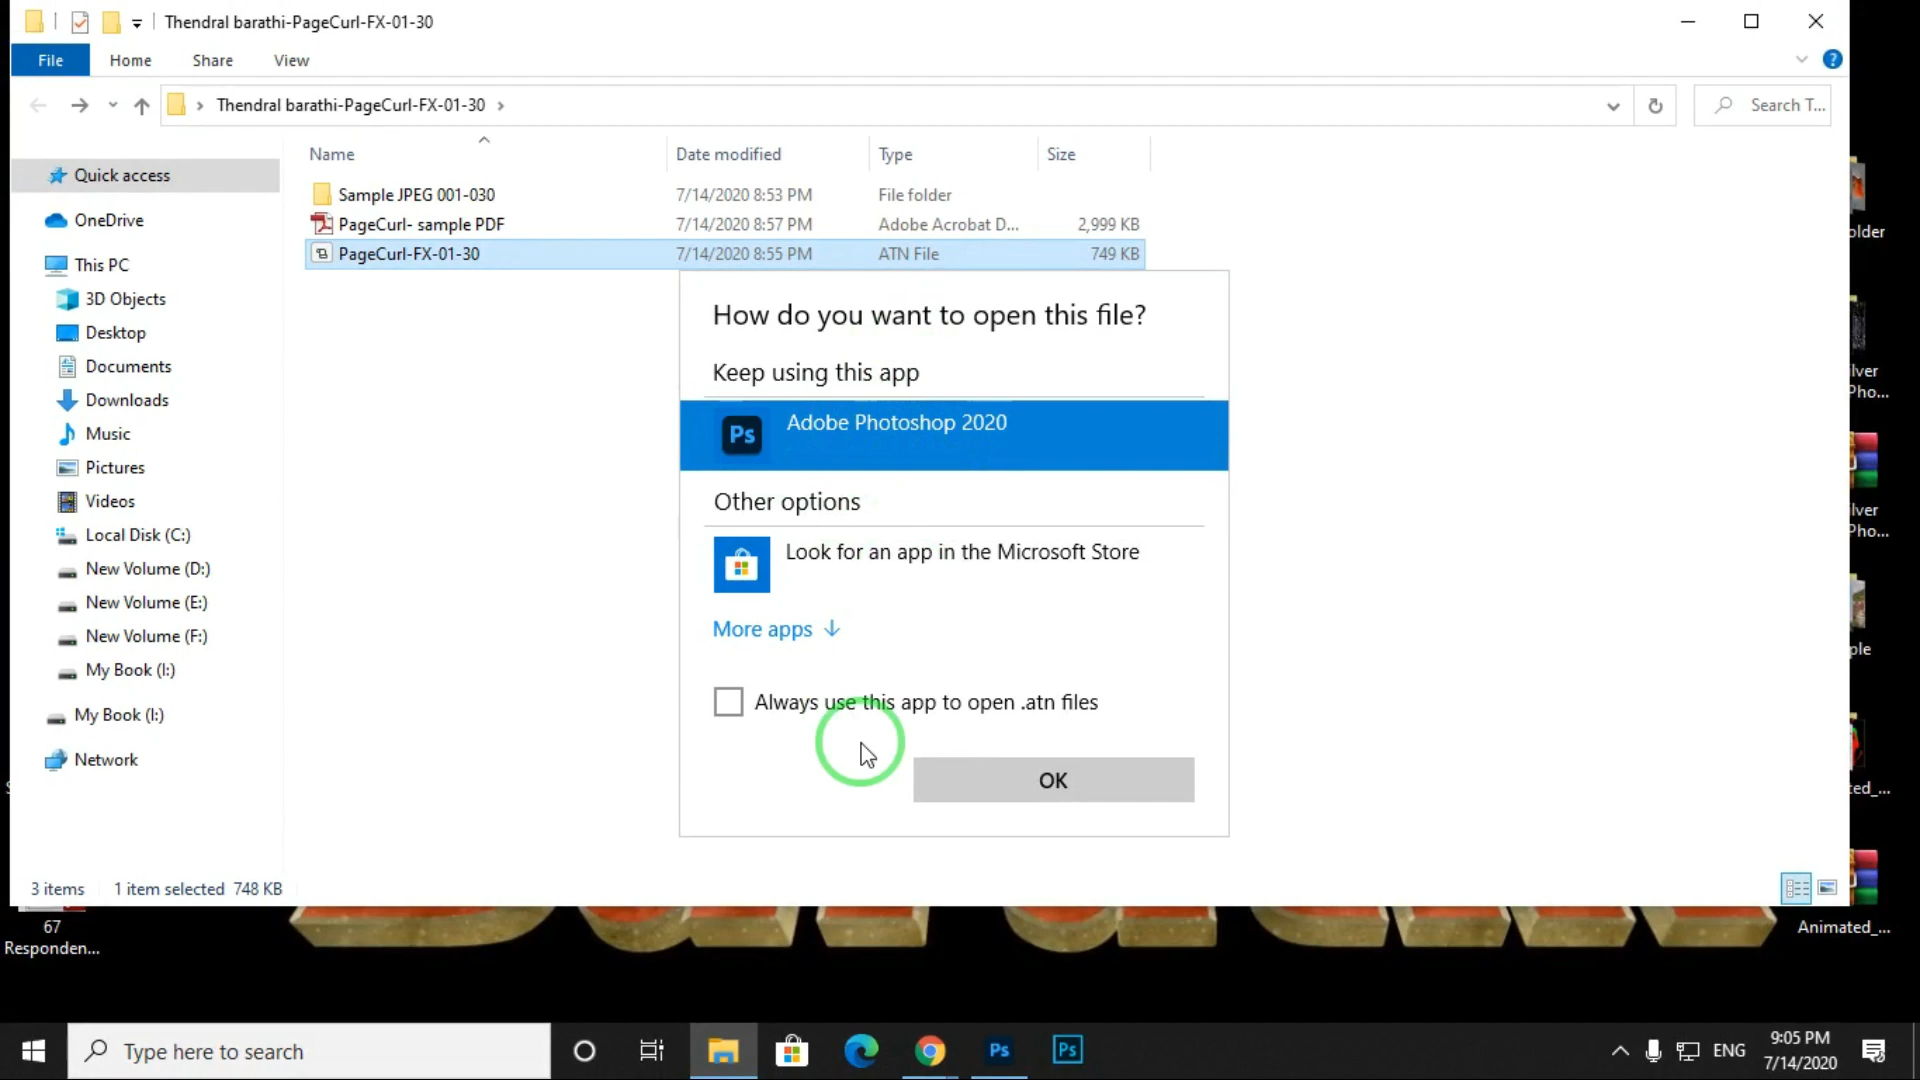 Thendral barathi-PageCurl-FX-01-30
File Home Share View
Thendral barathi-PageCurl-FX-01-30
Search T...
Name Date modified Type Size
Sample JPEG 001-030 7/14/2020 8:53 PM File folder
PageCurl- sample PDF 7/14/2020 8:57 PM Adobe Acrobat D... 2,999 KB
PageCurl-FX-01-30 7/14/2020 8:55 PM ATN File 749 KB
Quick access
OneDrive
This PC
3D Objects
Desktop
Documents
Downloads
Music
Pictures
Videos
Local Disk (C:)
New Volume (D:)
New Volume (E:)
New Volume (F:)
My Book (I:)
My Book (I:)
Network
How do you want to open this file?
Keep using this app
Ps Adobe Photoshop 2020
Other options
Look for an app in the Microsoft Store
More apps
Always use this app to open .atn files
OK
3 items 1 item selected 748 KB
older
lver
Pho...
lver
Pho...
ple
ted_...
Animated_...
67
Responden...
Type here to search
Ps
Ps
ENG
9:05 PM
7/14/2020